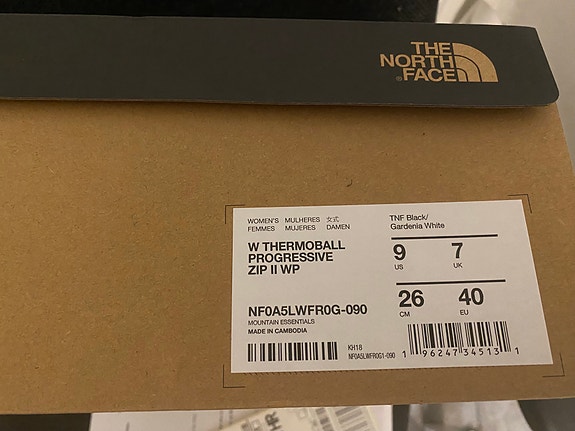 THE
NORTH
FACE
WOMEN'S MULHERES 女式
FEMMES MUJERES DAMEN
W THERMOBALL
PROGRESSIVE
ZIP II WP
NF0A5LWFR0G-090
MOUNTAIN ESSENTIALS
MADE IN CAMBODIA
KH18
NF0A5LWFR0G1-090
TNF Black/
Gardenia White
9 7
US UK
26 40
CM EU
1 96247 34513 1
HR